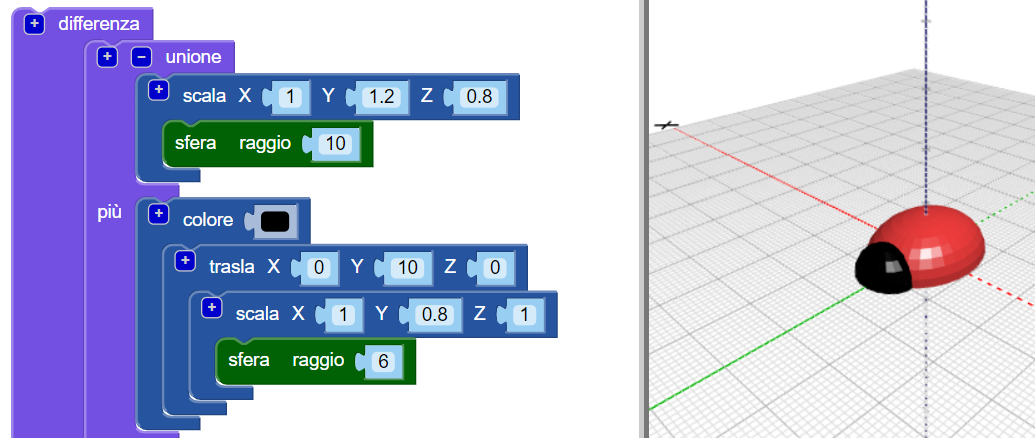 + differenza
+ − unione
+ scala X 1 Y 1.2 Z 0.8
sfera raggio 10
più + colore
+ trasla X 0 Y 10 Z 0
+ scala X 1 Y 0.8 Z 1
sfera raggio 6
X